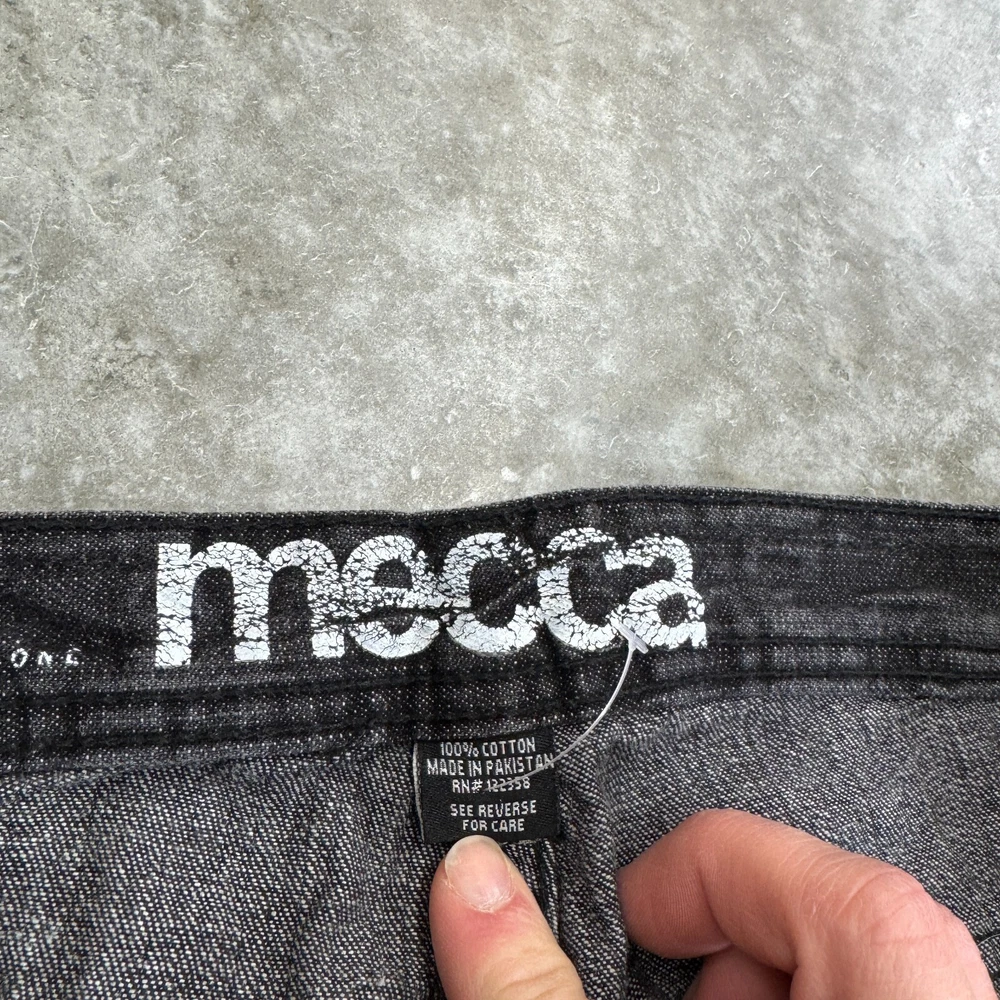 mecca
ONE
100% COTTON
MADE IN PAKISTAN
RN# 122358
SEE REVERSE
FOR CARE